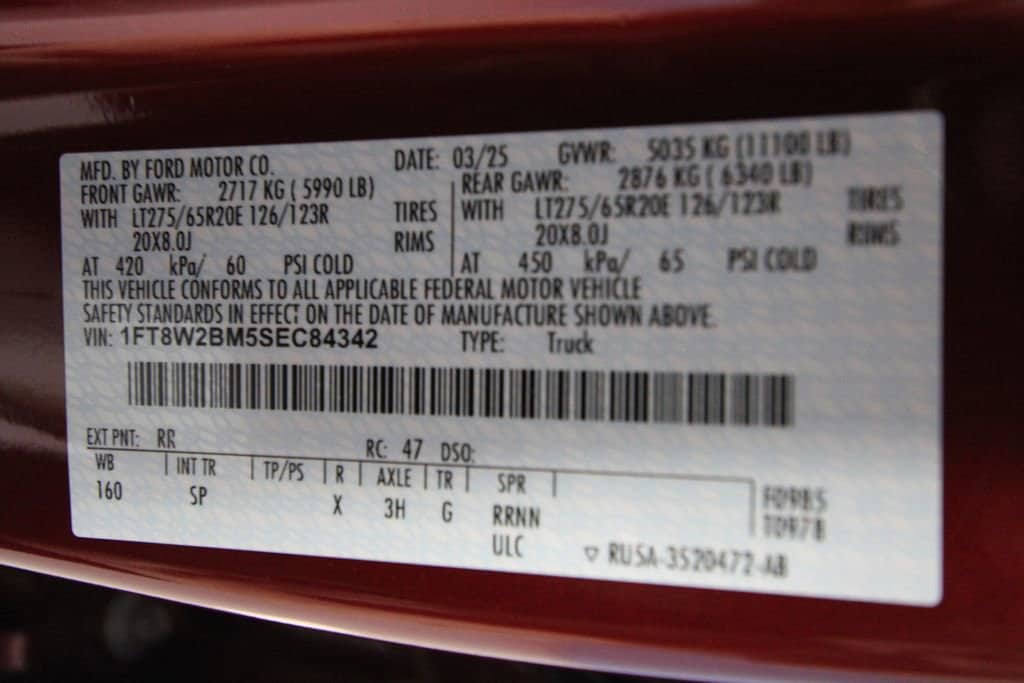 MFD. BY FORD MOTOR CO. DATE: 03/25 GVWR: 5035 KG (11100 LB)
FRONT GAWR: 2717 KG ( 5990 LB) REAR GAWR: 2876 KG ( 6340 LB)
WITH LT275/65R20E 126/123R TIRES WITH LT275/65R20E 126/123R TIRES
20X8.0J RIMS 20X8.0J RIMS
AT 420 kPa/ 60 PSI COLD AT 450 kPa/ 65 PSI COLD
THIS VEHICLE CONFORMS TO ALL APPLICABLE FEDERAL MOTOR VEHICLE
SAFETY STANDARDS IN EFFECT ON THE DATE OF MANUFACTURE SHOWN ABOVE.
VIN: 1FT8W2BM5SEC84342 TYPE: Truck
EXT PNT: RR RC: 47 DSO:
WB INT TR TP/PS R AXLE TR SPR
160 SP X 3H G RRNN
ULC
F0985
T0978
▽ RUSA-3520472-AB